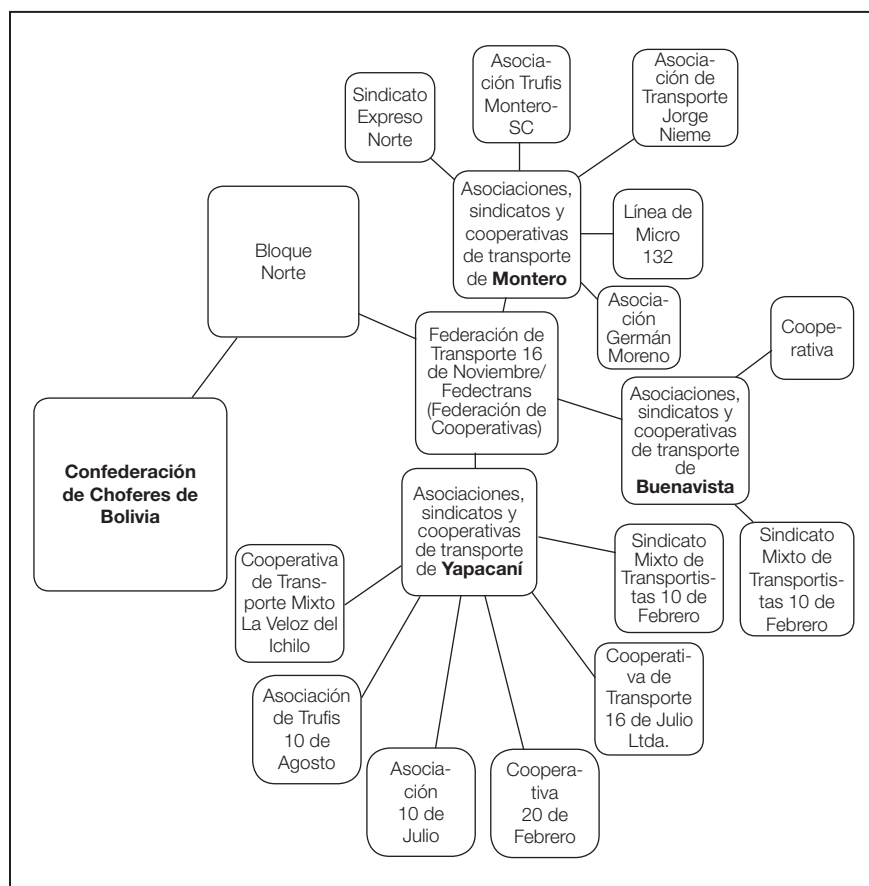 Sindicato
Expreso
Norte
Asocia-
ción Trufis
Montero-
SC
Asocia-
ción de
Transporte
Jorge
Nieme
Asociaciones,
sindicatos y
cooperativas
de transporte
de Montero
Línea de
Micro
132
Asocia-
ción
Germán
Moreno
Bloque
Norte
Federación de
Transporte 16
de Noviembre/
Fedectrans
(Federación de
Cooperativas)
Coope-
rativa
Asociaciones,
sindicatos y
cooperativas
de transporte
de
Buenavista
Confederación
de Choferes de
Bolivia
Asociaciones,
sindicatos y
cooperativas
de transporte
de Yapacaní
Sindicato
Mixto de
Transportis-
tas 10 de
Febrero
Sindicato
Mixto de
Transportis-
tas 10 de
Febrero
Cooperativa
de Trans-
porte Mixto
La Veloz del
Ichilo
Cooperati-
va de
Transporte
16 de Julio
Ltda.
Asociación
de Trufis
10 de
Agosto
Asocia-
ción
10 de
Julio
Coopera-
tiva
20 de
Febrero